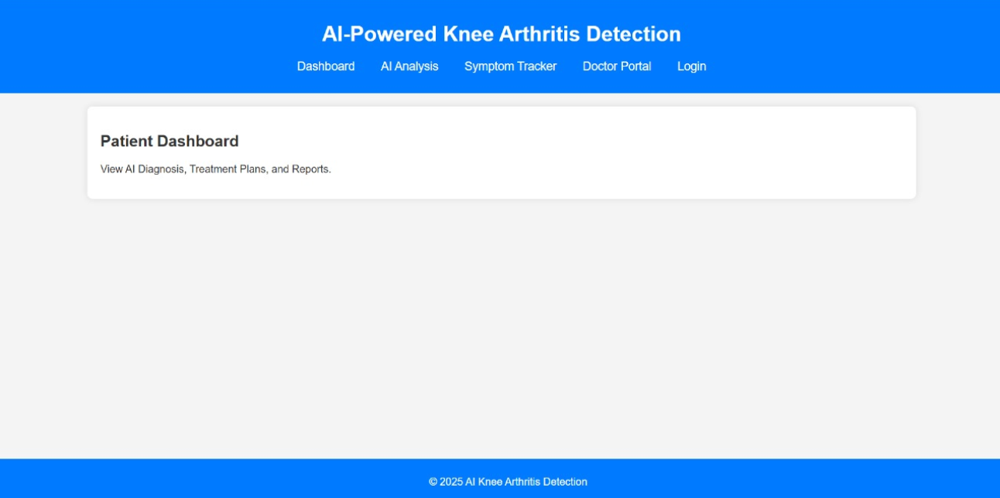 AI-Powered Knee Arthritis Detection
Dashboard AI Analysis Symptom Tracker Doctor Portal Login
Patient Dashboard
View AI Diagnosis, Treatment Plans, and Reports.
© 2025 AI Knee Arthritis Detection